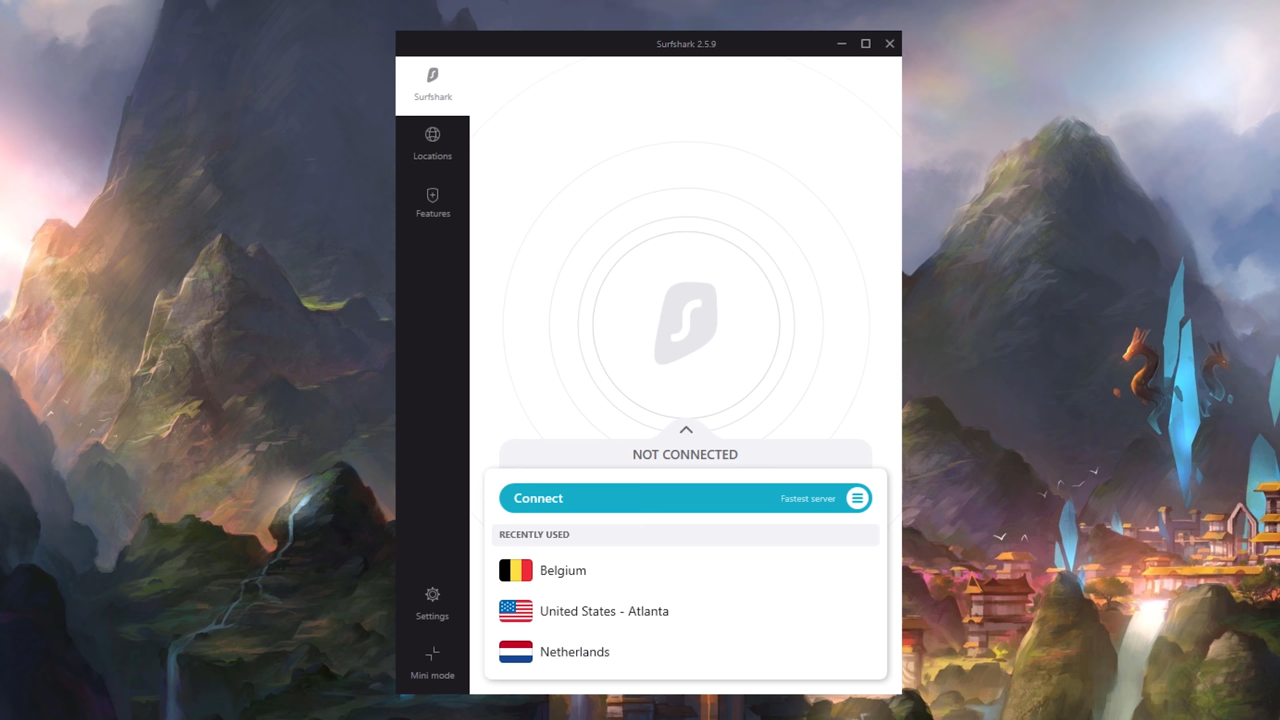 Surfshark 2.5.9
Surfshark
Locations
Features
NOT CONNECTED
Connect
Fastest server
RECENTLY USED
Belgium
United States - Atlanta
Netherlands
Settings
Mini mode